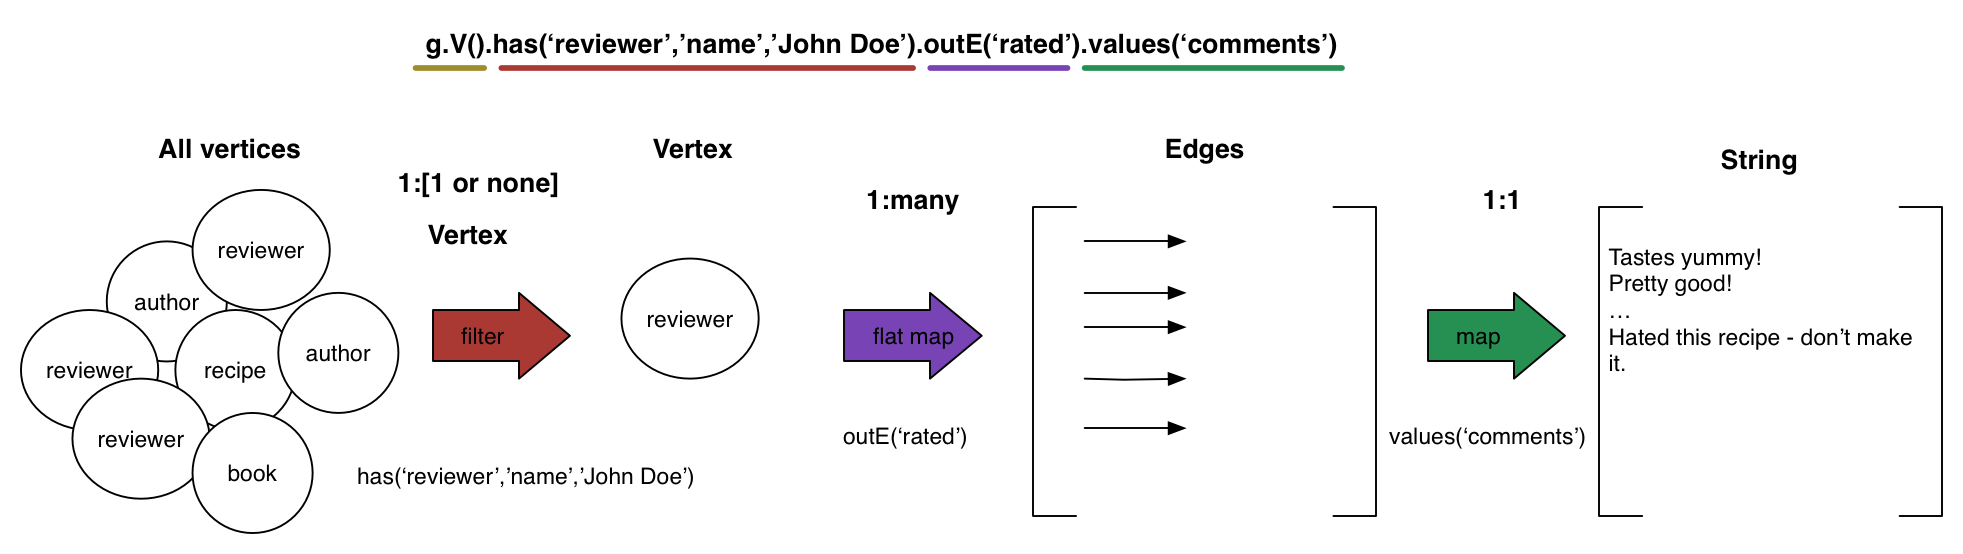 g.V().has(‘reviewer’,’name’,’John Doe’).outE(‘rated’).values(‘comments’)
All vertices
1:[1 or none]
Vertex
Vertex
1:many
Edges
1:1
String
reviewer
author
reviewer
recipe
author
reviewer
book
filter
has(‘reviewer’,’name’,’John Doe’)
reviewer
flat map
outE(‘rated’)
map
values(‘comments’)
Tastes yummy!
Pretty good!
…
Hated this recipe - don’t make
it.